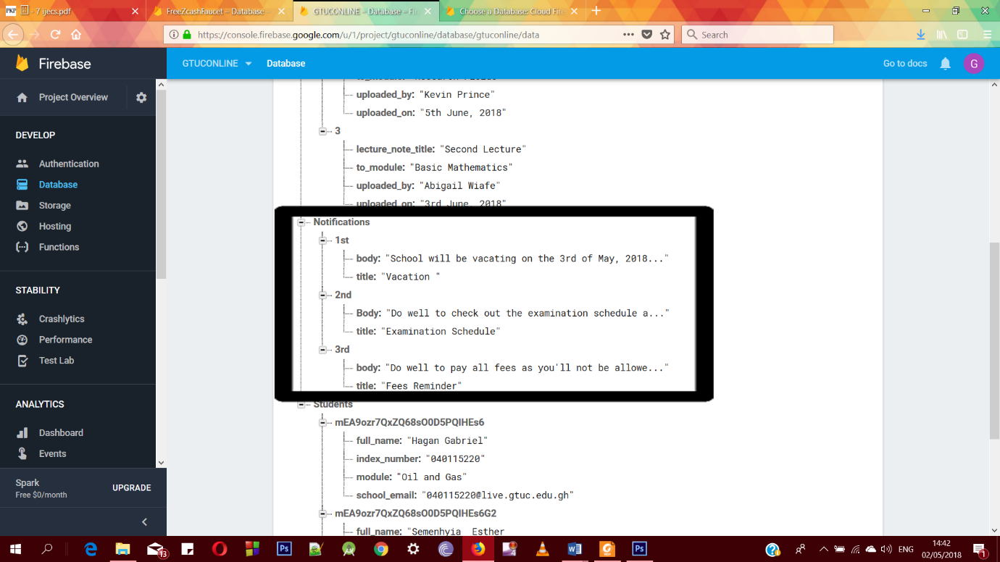 - 7 ijecs.pdf
FreeZcashFaucet – Database –
GTUCONLINE – Database – Fir
Choose a Database: Cloud Fire
https://console.firebase.google.com/u/1/project/gtuconline/database/gtuconline/data
Search
Firebase
GTUCONLINE
Database
Go to docs
G
Project Overview
DEVELOP
Authentication
Database
Storage
Hosting
Functions
STABILITY
Crashlytics
Performance
Test Lab
ANALYTICS
Dashboard
Events
Spark
Free $0/month
UPGRADE
uploaded_by: "Kevin Prince"
uploaded_on: "5th June, 2018"
3
lecture_note_title: "Second Lecture"
to_module: "Basic Mathematics"
uploaded_by: "Abigail Wiafe"
uploaded_on: "3rd June, 2018"
Notifications
1st
body: "School will be vacating on the 3rd of May, 2018..."
title: "Vacation "
2nd
Body: "Do well to check out the examination schedule a..."
title: "Examination Schedule"
3rd
body: "Do well to pay all fees as you'll not be allowe..."
title: "Fees Reminder"
Students
mEA9ozr7QxZQ68sO0D5PQIHEs6
full_name: "Hagan Gabriel"
index_number: "040115220"
module: "Oil and Gas"
school_email: "040115220@live.gtuc.edu.gh"
mEA9ozr7QxZQ68sO0D5PQIHEs6G2
full_name: "Semenhyia Esther
13
Ps
Ps
ENG
14:42
02/05/2018
1